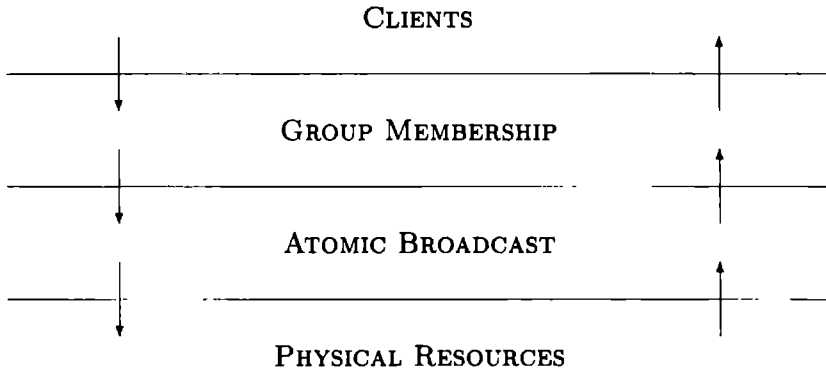 CLIENTS
GROUP MEMBERSHIP
ATOMIC BROADCAST
PHYSICAL RESOURCES